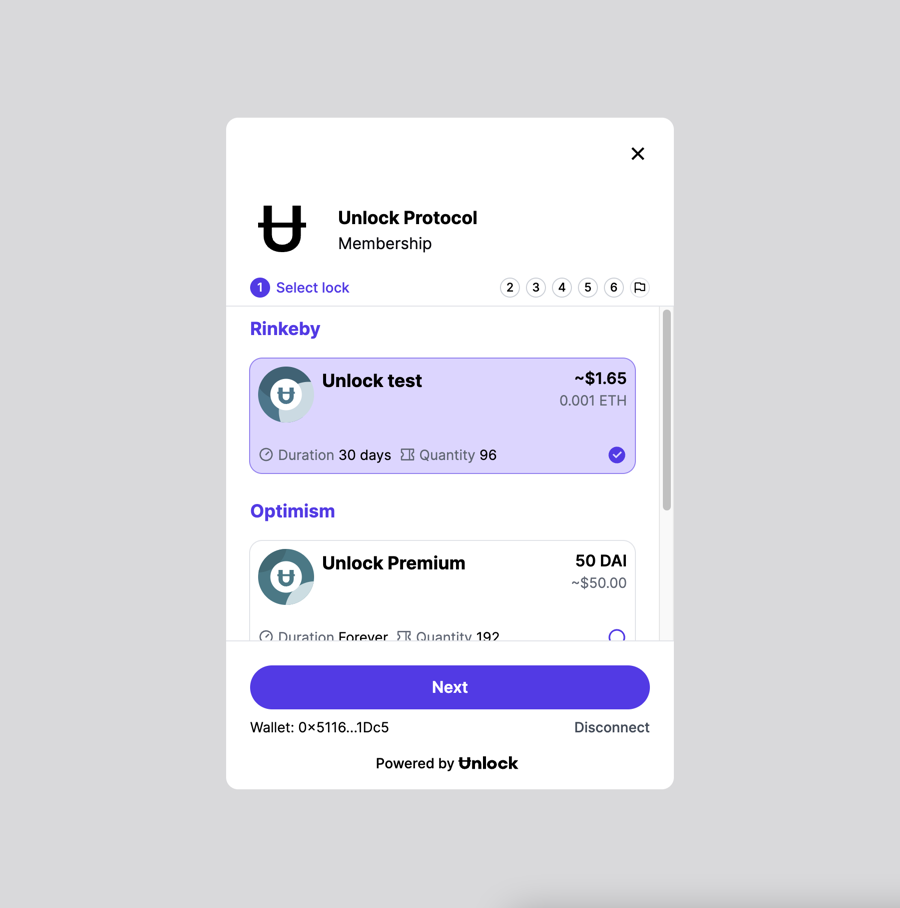 Unlock Protocol
Membership
1 Select lock 2 3 4 5 6
Rinkeby
Unlock test ~$1.65
0.001 ETH
Duration 30 days Quantity 96
Optimism
Unlock Premium 50 DAI
~$50.00
Duration Forever Quantity 192
Next
Wallet: 0x5116...1Dc5 Disconnect
Powered by Unlock